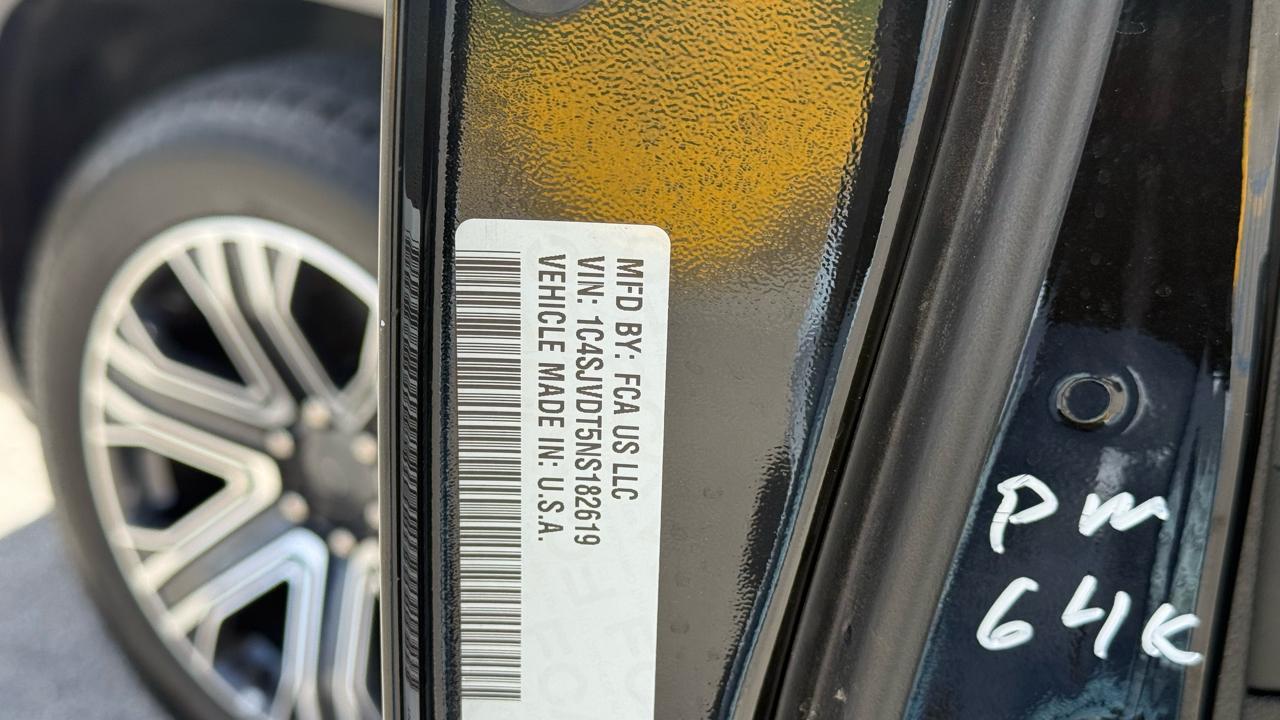 MFD BY: FCA US LLC
VIN: 1C4SJVDT5NS182619
VEHICLE MADE IN: U.S.A.
PM
64K